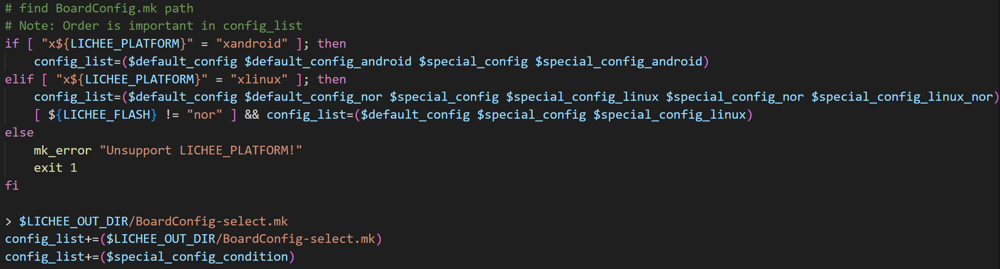 # find BoardConfig.mk path
# Note: Order is important in config_list
if [ "x${LICHEE_PLATFORM}" = "xandroid" ]; then
    config_list=($default_config $default_config_android $special_config $special_config_android)
elif [ "x${LICHEE_PLATFORM}" = "xlinux" ]; then
    config_list=($default_config $default_config_nor $special_config $special_config_linux $special_config_nor $special_config_linux_nor)
    [ ${LICHEE_FLASH} != "nor" ] && config_list=($default_config $special_config $special_config_linux)
else
    mk_error "Unsupport LICHEE_PLATFORM!"
    exit 1
fi

> $LICHEE_OUT_DIR/BoardConfig-select.mk
config_list+=($LICHEE_OUT_DIR/BoardConfig-select.mk)
config_list+=($special_config_condition)